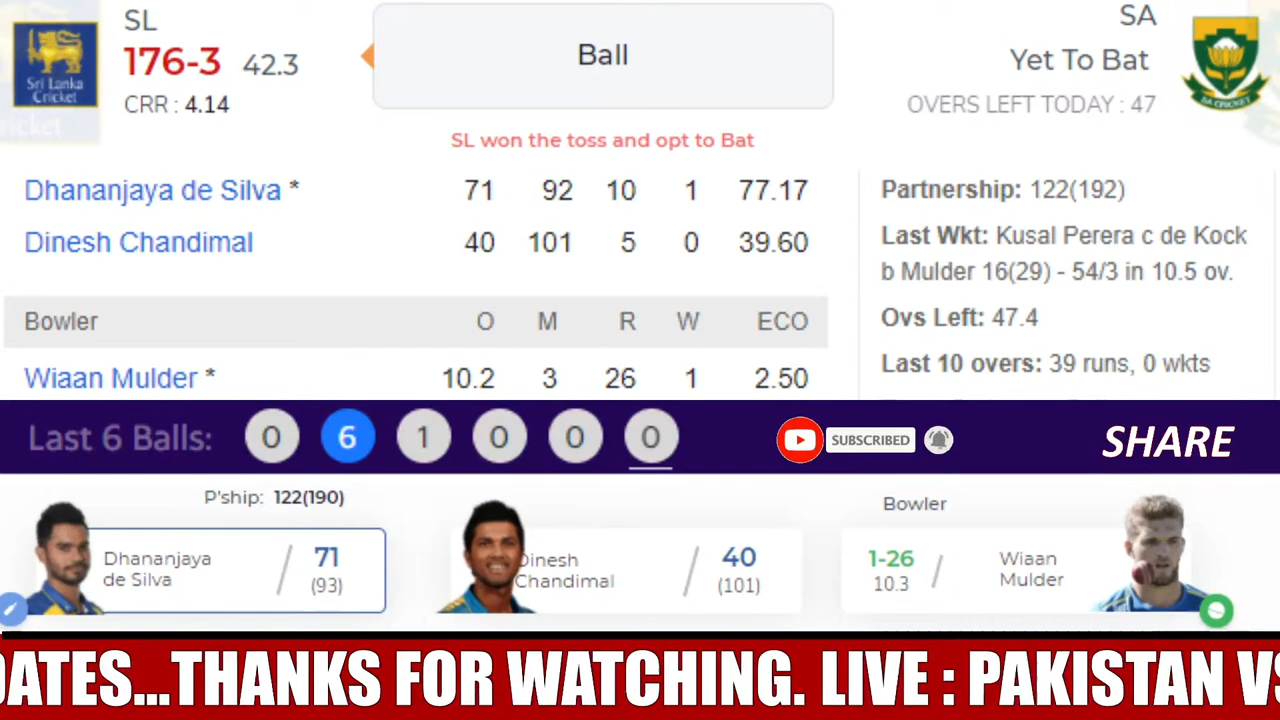 SL
176-3 42.3
CRR : 4.14
Sri Lanka
Cricket
Ball
SA
Yet To Bat
OVERS LEFT TODAY : 47
SA CRICKET
SL won the toss and opt to Bat
Dhananjaya de Silva * 71 92 10 1 77.17
Dinesh Chandimal 40 101 5 0 39.60
Bowler O M R W ECO
Wiaan Mulder * 10.2 3 26 1 2.50
Partnership: 122(192)
Last Wkt: Kusal Perera c de Kock
b Mulder 16(29) - 54/3 in 10.5 ov.
Ovs Left: 47.4
Last 10 overs: 39 runs, 0 wkts
Last 6 Balls: 0 6 1 0 0 0
SUBSCRIBED
SHARE
P'ship: 122(190)
Dhananjaya
de Silva
71
(93)
Dinesh
Chandimal
40
(101)
Bowler
1-26
10.3
Wiaan
Mulder
DATES...THANKS FOR WATCHING. LIVE : PAKISTAN VS